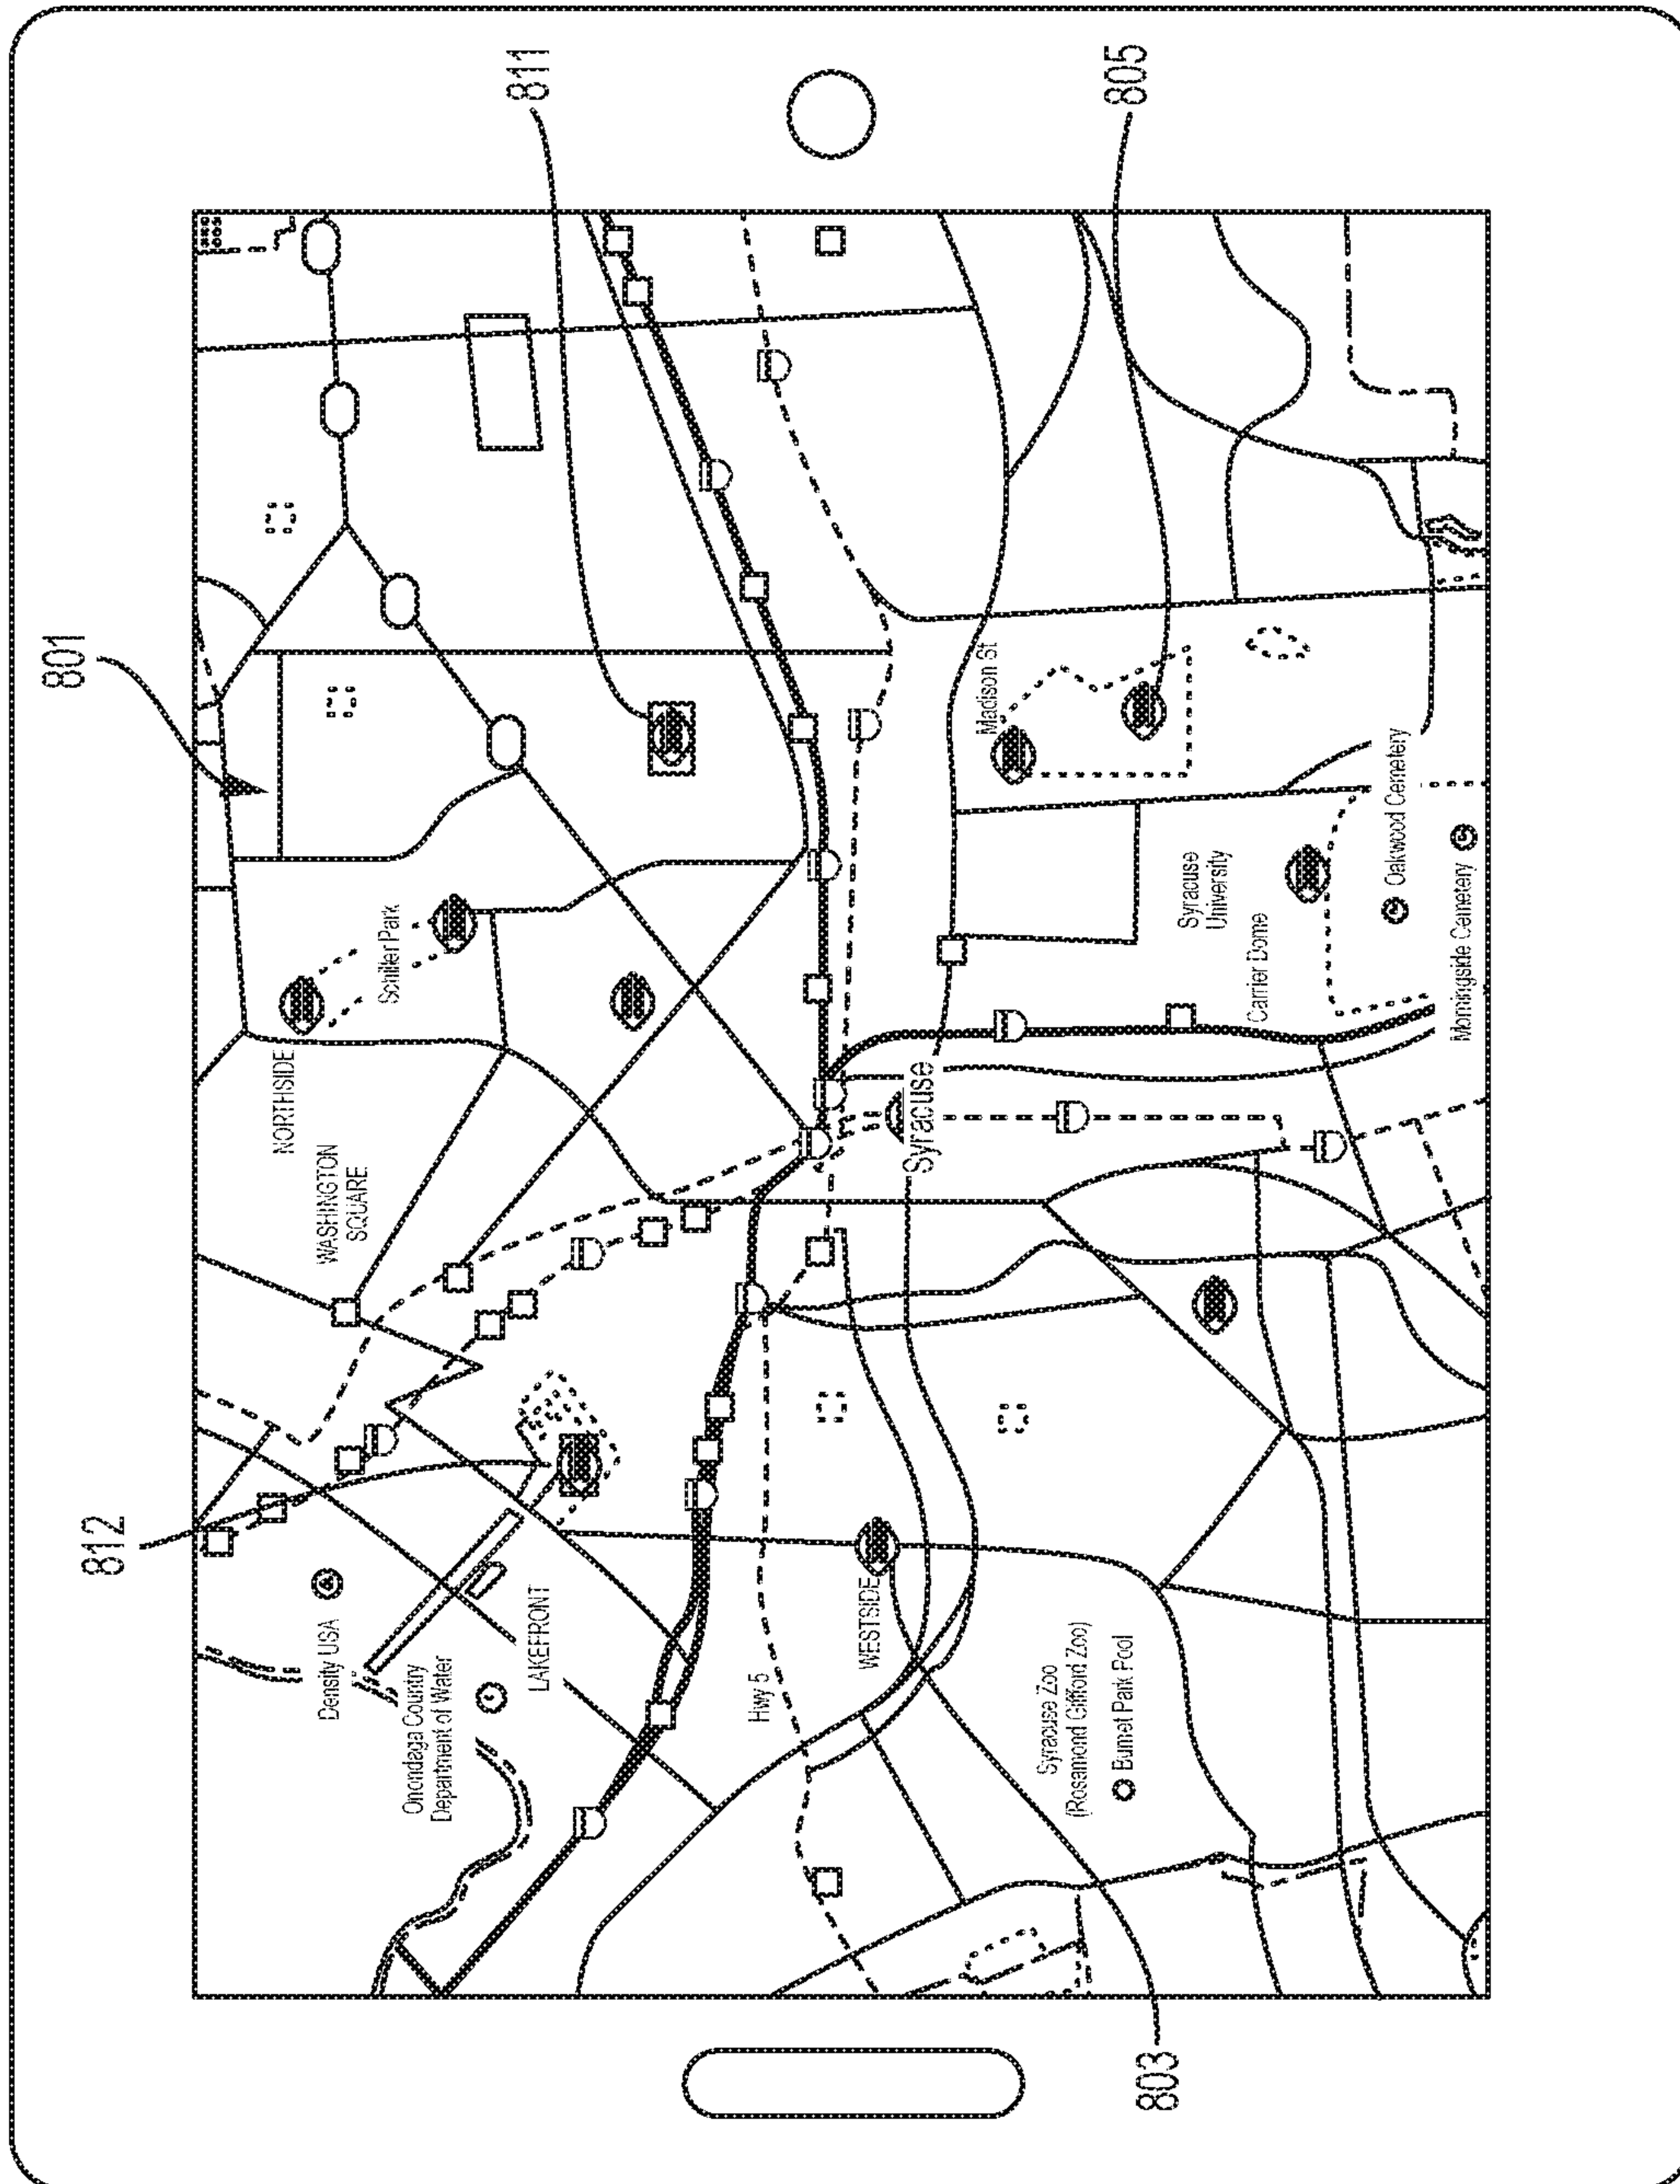 801
811
812
805
803
NORTHSIDE
WASHINGTON
SQUARE
Schiller Park
Density USA
Onondaga Country
Department of Water
LAKEFRONT
Hwy 5
WESTSIDE
Syracuse
Madison St
Syracuse
University
Carrier Dome
Oakwood Cemetery
Morningside Cemetery
Syracuse Zoo
(Rosamond Gifford Zoo)
Burnet Park Pool